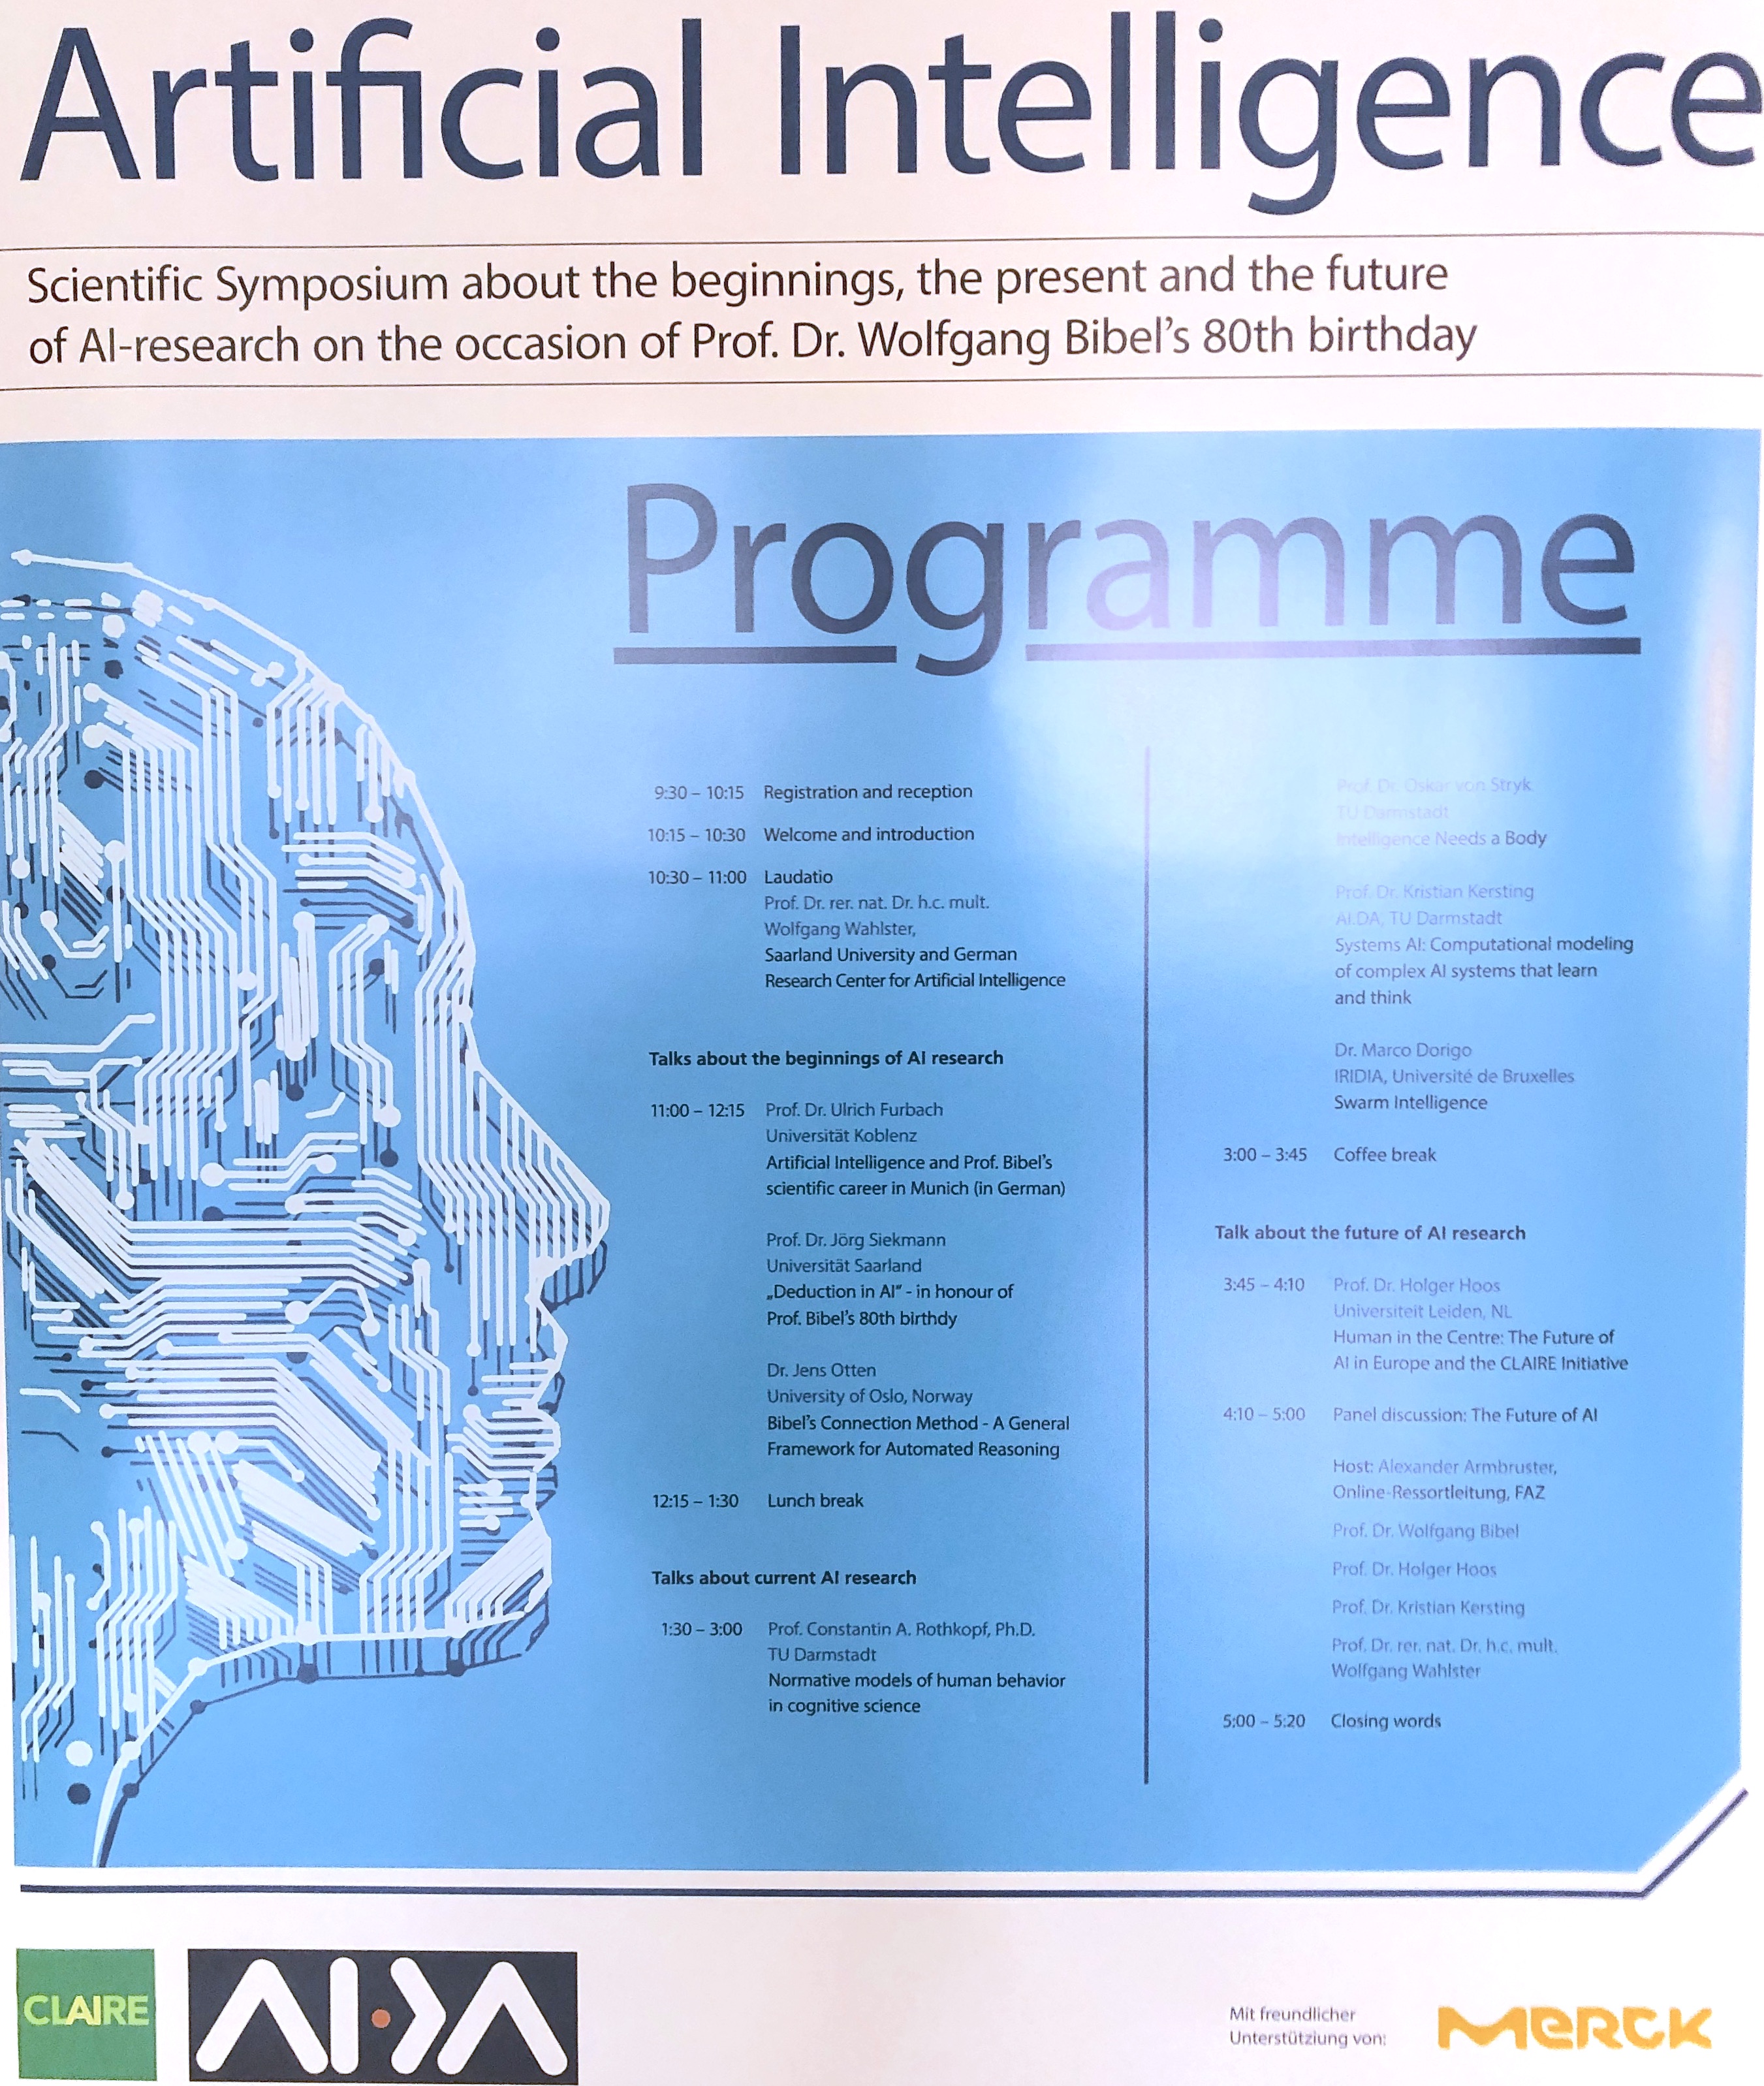 Artificial Intelligence
Scientific Symposium about the beginnings, the present and the future
of AI-research on the occasion of Prof. Dr. Wolfgang Bibel's 80th birthday
Programme
9:30 – 10:15 Registration and reception
10:15 – 10:30 Welcome and introduction
10:30 – 11:00 Laudatio
Prof. Dr. rer. nat. Dr. h.c. mult.
Wolfgang Wahlster,
Saarland University and German
Research Center for Artificial Intelligence
Talks about the beginnings of AI research
11:00 – 12:15 Prof. Dr. Ulrich Furbach
Universität Koblenz
Artificial Intelligence and Prof. Bibel's
scientific career in Munich (in German)
Prof. Dr. Jörg Siekmann
Universität Saarland
„Deduction in AI" - in honour of
Prof. Bibel's 80th birthdy
Dr. Jens Otten
University of Oslo, Norway
Bibel's Connection Method - A General
Framework for Automated Reasoning
12:15 – 1:30 Lunch break
Talks about current AI research
1:30 – 3:00 Prof. Constantin A. Rothkopf, Ph.D.
TU Darmstadt
Normative models of human behavior
in cognitive science
Prof. Dr. Oskar von Stryk
TU Darmstadt
Intelligence Needs a Body
Prof. Dr. Kristian Kersting
AI.DA, TU Darmstadt
Systems AI: Computational modeling
of complex AI systems that learn
and think
Dr. Marco Dorigo
IRIDIA, Université de Bruxelles
Swarm Intelligence
3:00 – 3:45 Coffee break
Talk about the future of AI research
3:45 – 4:10 Prof. Dr. Holger Hoos
Universiteit Leiden, NL
Human in the Centre: The Future of
AI in Europe and the CLAIRE Initiative
4:10 – 5:00 Panel discussion: The Future of AI
Host: Alexander Armbruster,
Online-Ressortleitung, FAZ
Prof. Dr. Wolfgang Bibel
Prof. Dr. Holger Hoos
Prof. Dr. Kristian Kersting
Prof. Dr. rer. nat. Dr. h.c. mult.
Wolfgang Wahlster
5:00 – 5:20 Closing words
CLAIRE
AI·DA
Mit freundlicher
Unterstütziung von:
MERCK